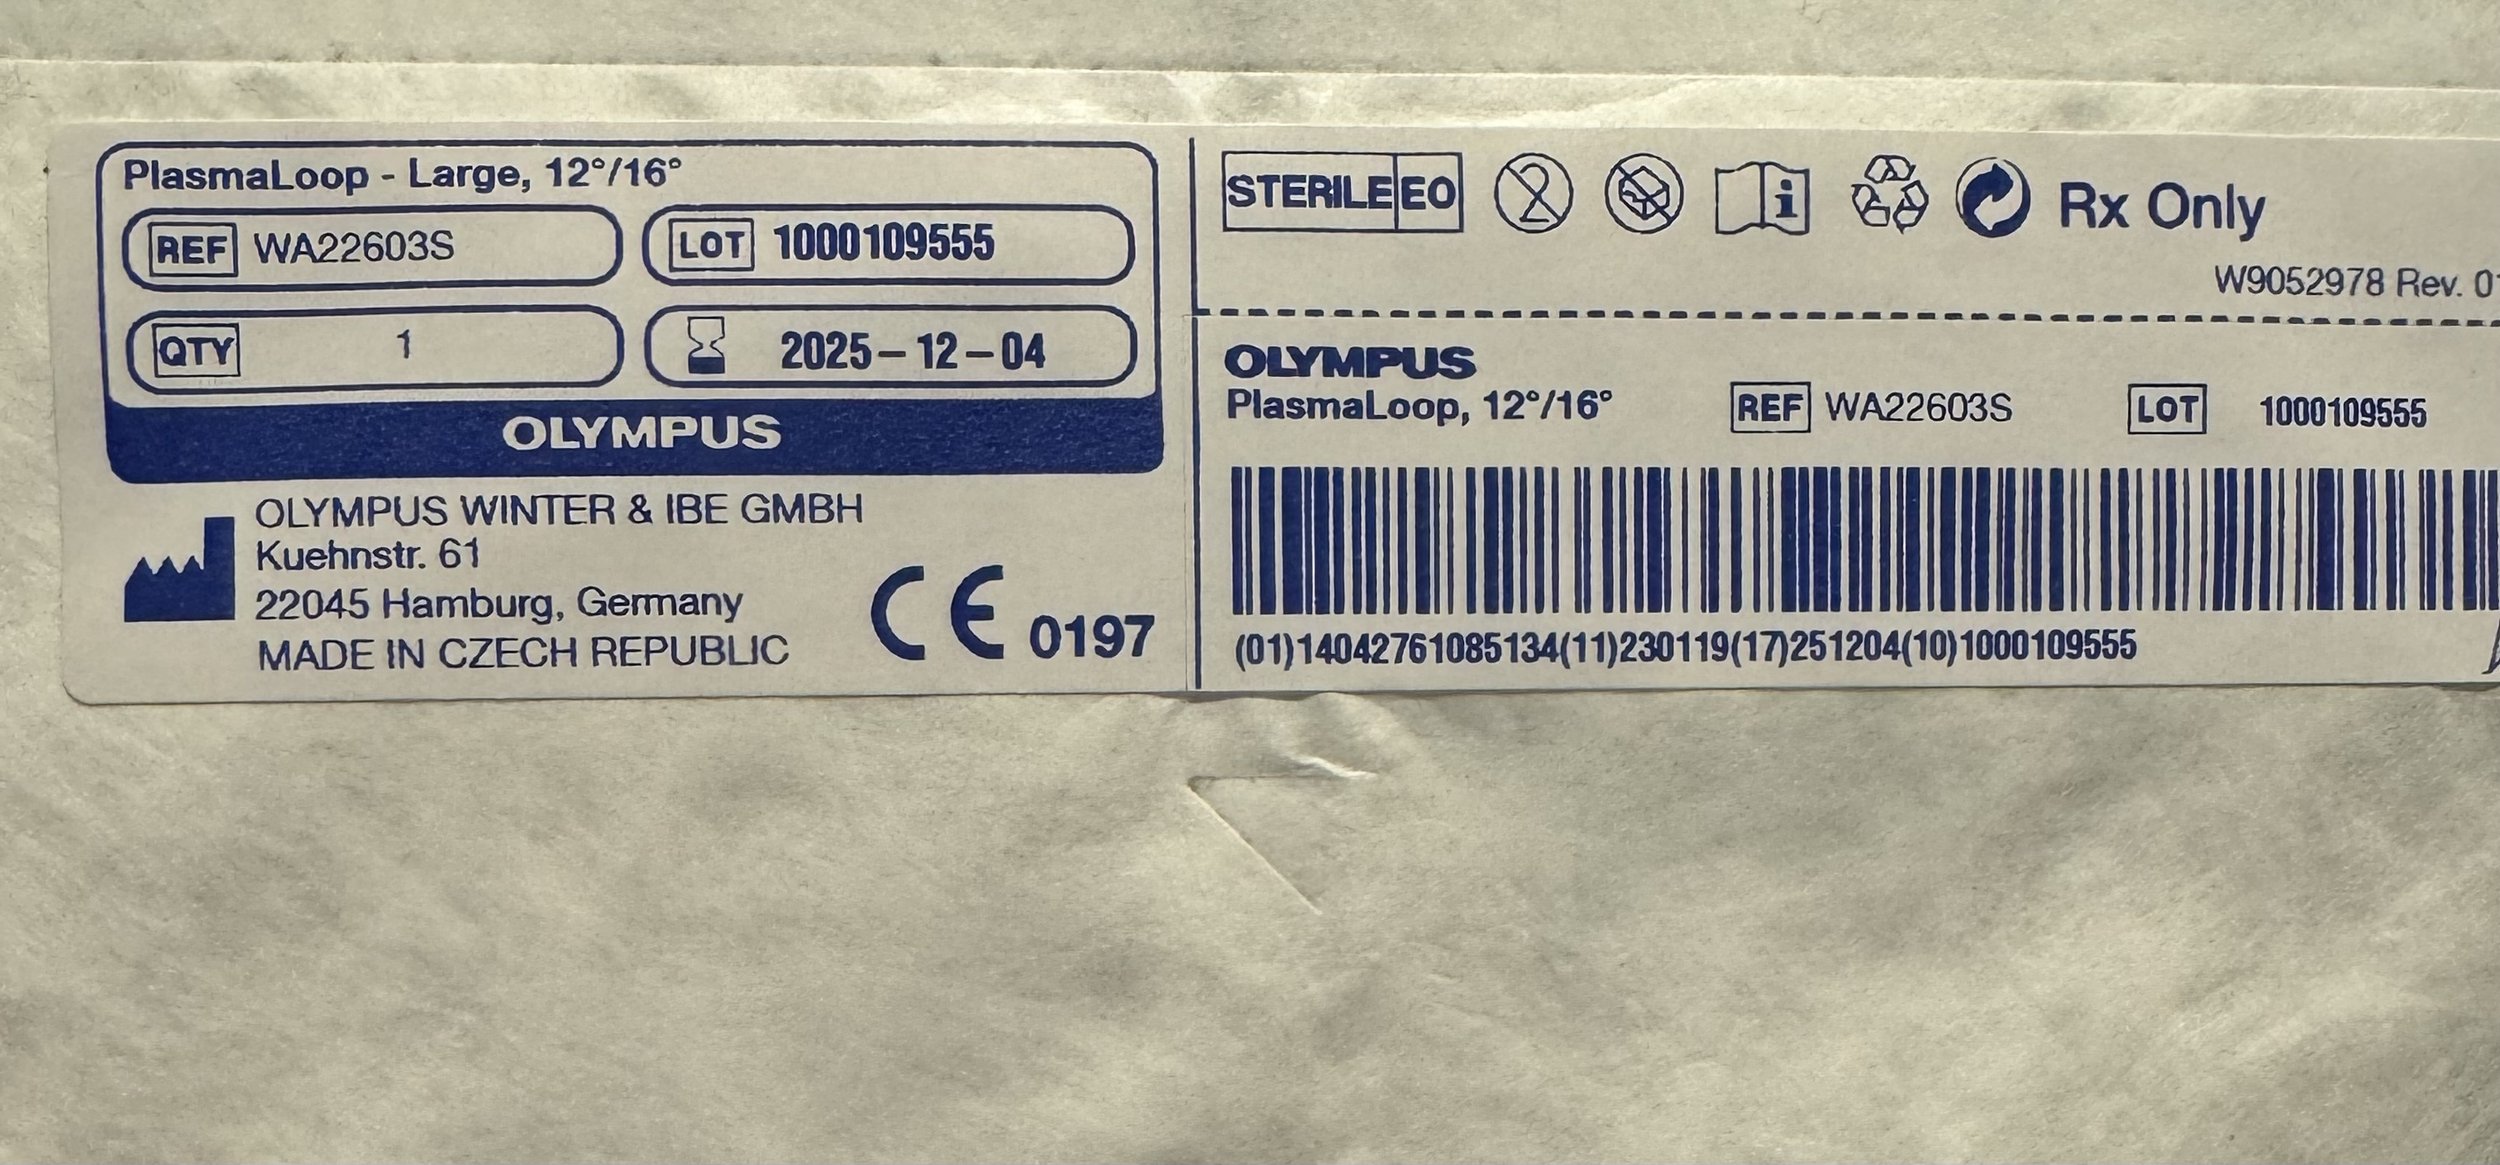 PlasmaLoop - Large, 12°/16°
REF WA22603S
LOT 1000109555
QTY 1
2025-12-04
OLYMPUS
OLYMPUS WINTER & IBE GMBH
Kuehnstr. 61
22045 Hamburg, Germany
MADE IN CZECH REPUBLIC
CE 0197
STERILE EO
2
i
Rx Only
W9052978 Rev.
OLYMPUS
PlasmaLoop, 12°/16°
REF WA22603S
LOT 1000109555
(01)14042761085134(11)230119(17)251204(10)1000109555